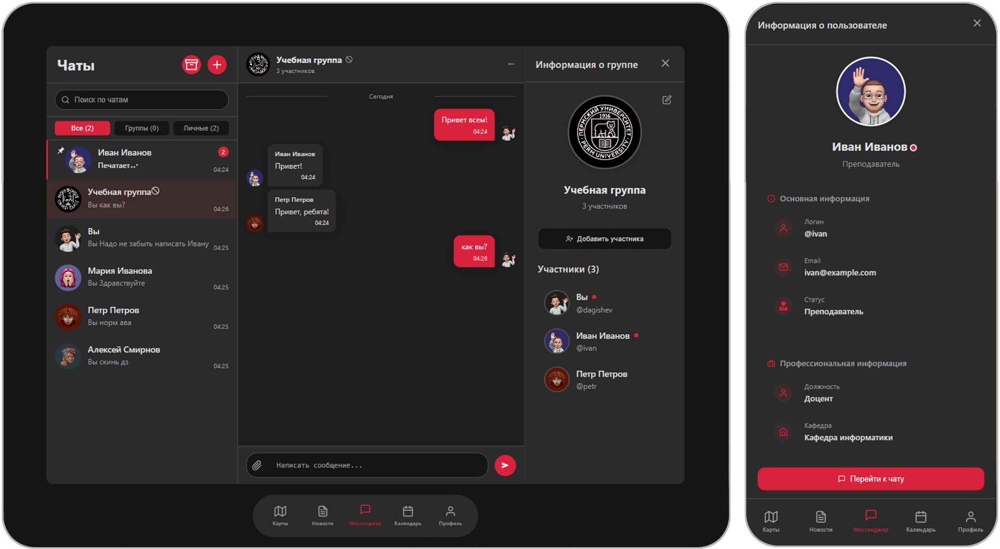 Чаты
Поиск по чатам
Все (2)
Группы (0)
Личные (2)
Иван Иванов
2
Печатает...
04:24
Учебная группа
Вы как вы?
04:26
Вы
Вы Надо не забыть написать Ивану
04:25
Мария Иванова
Вы Здравствуйте
04:25
Петр Петров
Вы норм ава
04:25
Алексей Смирнов
Вы скинь дз
04:25
Учебная группа
3 участников
...
Сегодня
Привет всем!
04:24
Иван Иванов
Привет!
04:24
Петр Петров
Привет, ребята!
04:24
как вы?
04:26
Написать сообщение...
Информация о группе
ПЕРМСКИЙ УНИВЕРСИТЕТ
1916
PERM UNIVERSITY
Учебная группа
3 участников
Добавить участника
Участники (3)
Вы
@dagishev
Иван Иванов
@ivan
Петр Петров
@petr
Карты
Новости
Мессенджер
Календарь
Профиль
Информация о пользователе
Иван Иванов
Преподаватель
Основная информация
Логин
@ivan
Email
ivan@example.com
Статус
Преподаватель
Профессиональная информация
Должность
Доцент
Кафедра
Кафедра информатики
Перейти к чату
Карты
Новости
Мессенджер
Календарь
Профиль